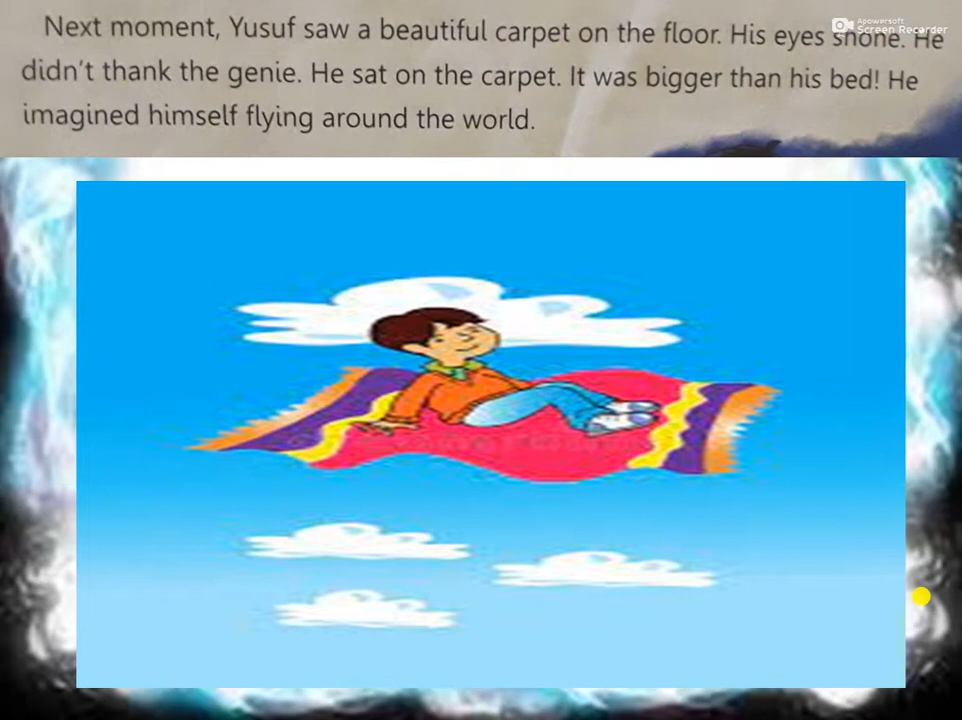 Next moment, Yusuf saw a beautiful carpet on the floor. His eyes shone. He
didn't thank the genie. He sat on the carpet. It was bigger than his bed! He
imagined himself flying around the world.
Apowersoft
Screen Recorder